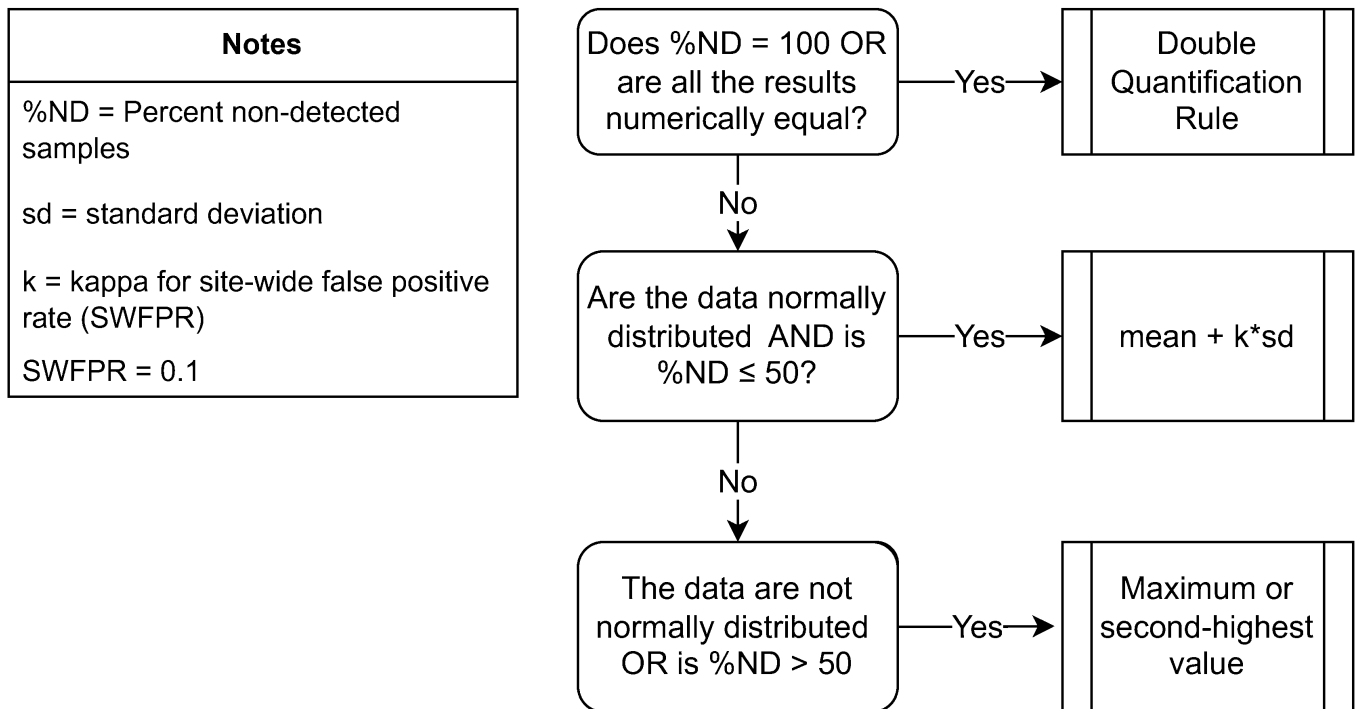 Notes
%ND = Percent non-detected
samples
sd = standard deviation
k = kappa for site-wide false positive
rate (SWFPR)
SWFPR = 0.1
Does %ND = 100 OR
are all the results
numerically equal?
Yes
Double
Quantification
Rule
No
Are the data normally
distributed AND is
%ND ≤ 50?
Yes
mean + k*sd
No
The data are not
normally distributed
OR is %ND > 50
Yes
Maximum or
second-highest
value